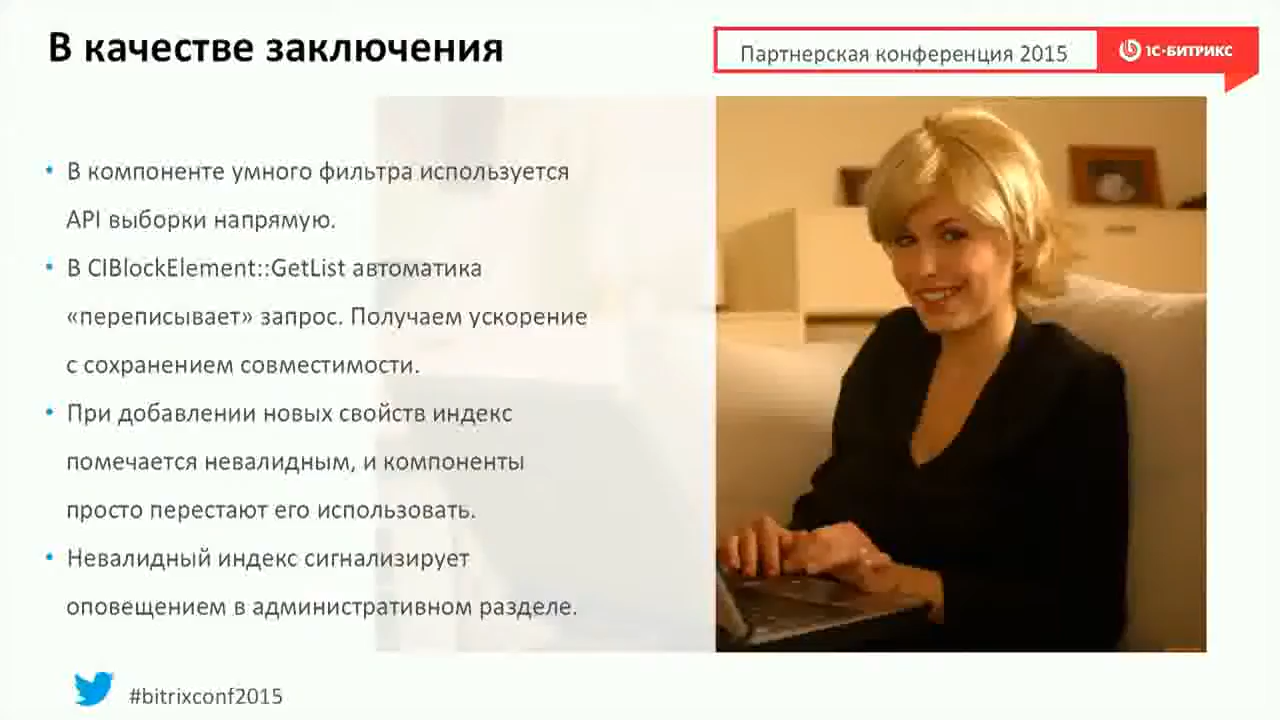 В качестве заключения
Партнерская конференция 2015
1С-БИТРИКС
• В компоненте умного фильтра используется
API выборки напрямую.
• В CIBlockElement::GetList автоматика
«переписывает» запрос. Получаем ускорение
с сохранением совместимости.
• При добавлении новых свойств индекс
помечается невалидным, и компоненты
просто перестают его использовать.
• Невалидный индекс сигнализирует
оповещением в административном разделе.
#bitrixconf2015